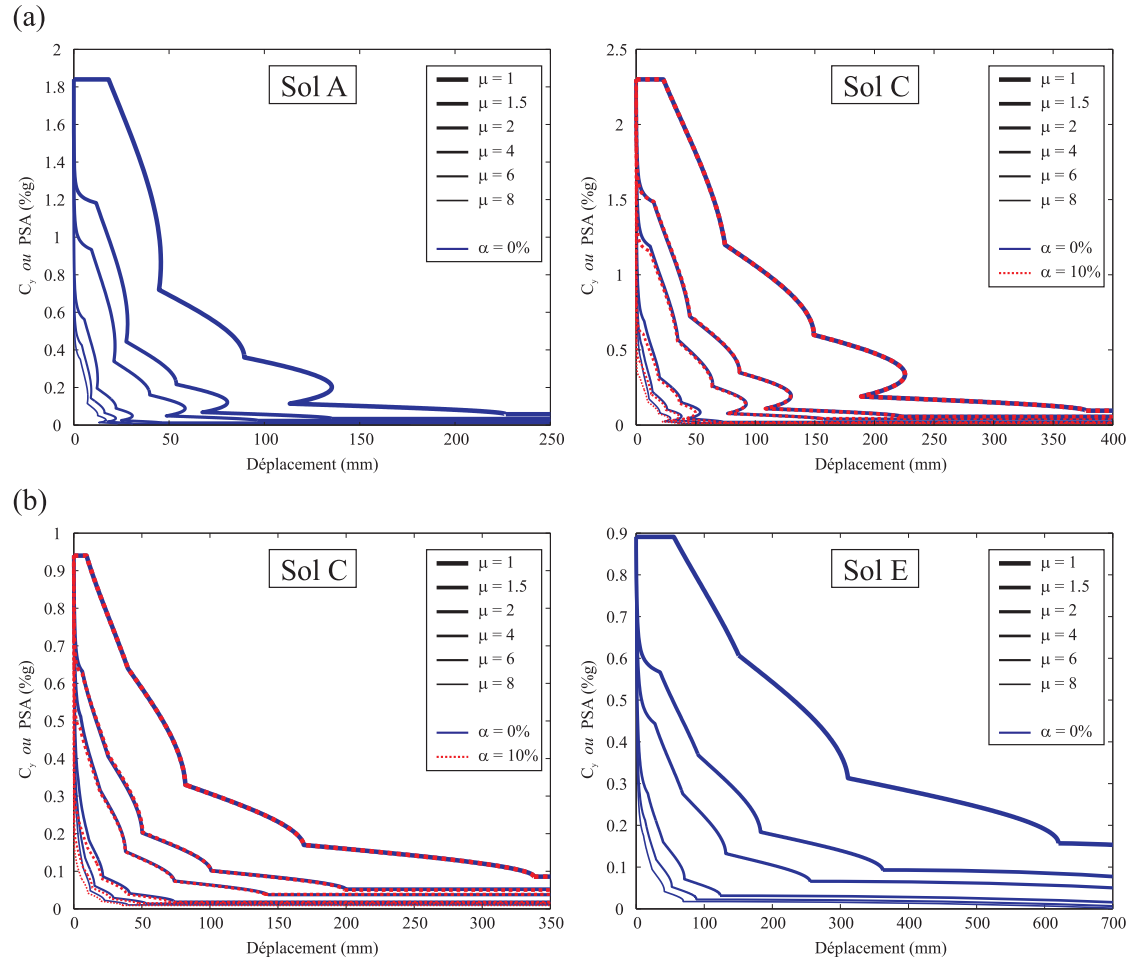 (a)
Sol A
C_y ou PSA (%g)
2
1.8
1.6
1.4
1.2
1
0.8
0.6
0.4
0.2
0
0 50 100 150 200 250
Déplacement (mm)
μ = 1
μ = 1.5
μ = 2
μ = 4
μ = 6
μ = 8
α = 0%
Sol C
C_y ou PSA (%g)
2.5
2
1.5
1
0.5
0
0 50 100 150 200 250 300 350 400
Déplacement (mm)
μ = 1
μ = 1.5
μ = 2
μ = 4
μ = 6
μ = 8
α = 0%
α = 10%
(b)
Sol C
C_y ou PSA (%g)
1
0.9
0.8
0.7
0.6
0.5
0.4
0.3
0.2
0.1
0
0 50 100 150 200 250 300 350
Déplacement (mm)
μ = 1
μ = 1.5
μ = 2
μ = 4
μ = 6
μ = 8
α = 0%
α = 10%
Sol E
C_y ou PSA (%g)
0.9
0.8
0.7
0.6
0.5
0.4
0.3
0.2
0.1
0
0 100 200 300 400 500 600 700
Déplacement (mm)
μ = 1
μ = 1.5
μ = 2
μ = 4
μ = 6
μ = 8
α = 0%